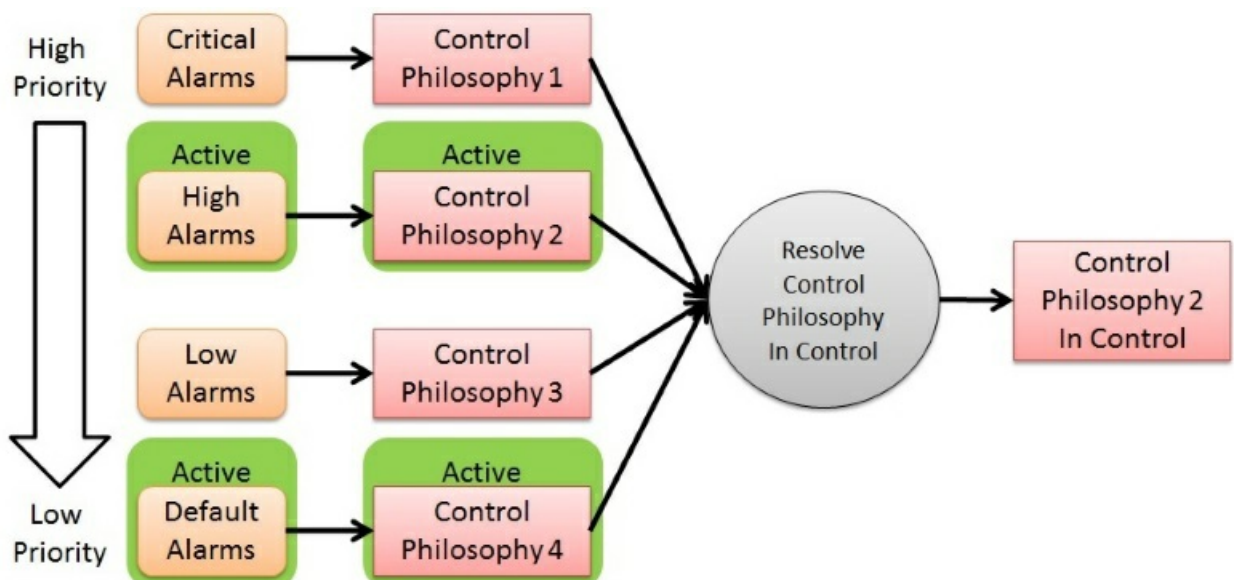 High
Priority
Critical
Alarms
Control
Philosophy 1
Active
High
Alarms
Active
Control
Philosophy 2
Low
Alarms
Control
Philosophy 3
Active
Default
Alarms
Active
Control
Philosophy 4
Low
Priority
Resolve
Control
Philosophy
In Control
Control
Philosophy 2
In Control